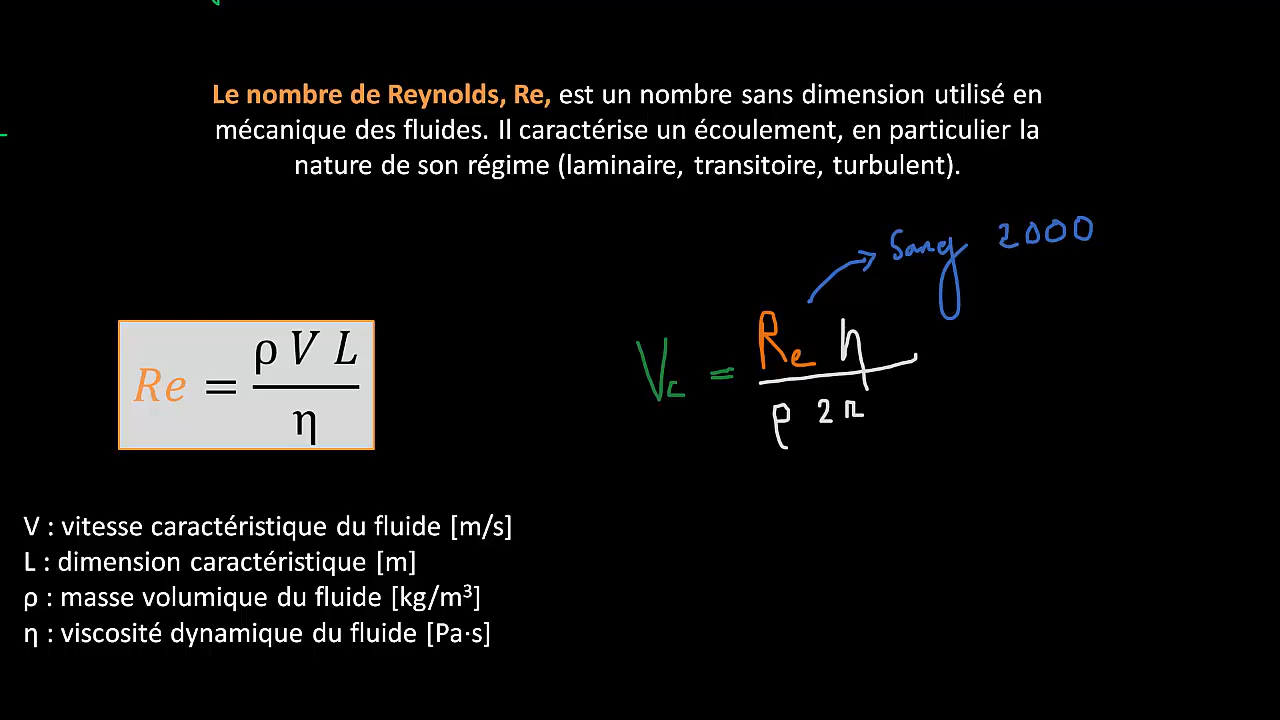 Le nombre de Reynolds, Re, est un nombre sans dimension utilisé en
mécanique des fluides. Il caractérise un écoulement, en particulier la
nature de son régime (laminaire, transitoire, turbulent).
Sang 2000
Re = ρ V L / η
Vc = Re η / ρ 2 r
V : vitesse caractéristique du fluide [m/s]
L : dimension caractéristique [m]
ρ : masse volumique du fluide [kg/m³]
η : viscosité dynamique du fluide [Pa·s]